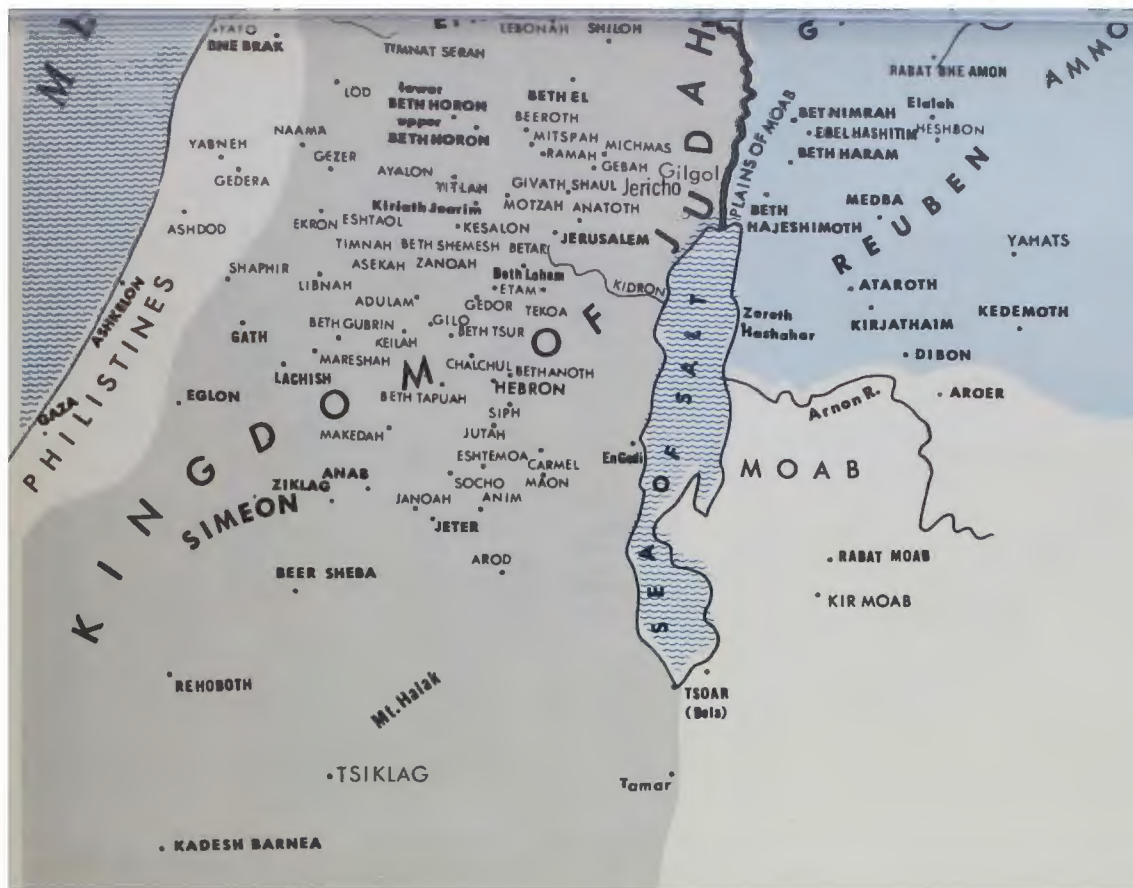 M
YAFO
BNE BRAK
LEBONAH
SHILOH
TIMNAT SERAH
G
AMMO
RABAT BNE AMON
LOD
lower
BETH HORON
upper
BETH HORON
BETH EL
BEEROTH
MITSPAH
RAMAH
MICHMAS
GEBAH
Gilgol
BET NIMRAH
Elaleh
EBEL HASHITIM
HESHBON
BETH HARAM
PLAINS OF MOAB
YABNEH
NAAMA
GEZER
GEDERA
AYALON
YITLAH
GIVATH SHAUL
Jericho
Kiriath Jearim
MOTZAH
ANATOTH
BETH
HAJESHIMOTH
MEDBA
REUBEN
YAHATS
ASHDOD
EKRON
ESHTAOL
KESALON
JERUSALEM
TIMNAH
BETH SHEMESH
BETAR
SHAPHIR
ASEKAH
ZANOAH
Beth Lehem
ETAM
KIDRON
LIBNAH
ADULAM
GEDOR
TEKOA
ATAROTH
Zereth
Hashahar
KIRJATHAIM
KEDEMOTH
ASHKELON
GATH
BETH GUBRIN
GILO
BETH TSUR
KEILAH
DIBON
MARESHAH
CHALCHUL
BETHANOTH
LACHISH
HEBRON
BETH TAPUAH
EGLON
SIPH
AROER
Arnon R.
GAZA
PHILISTINES
MAKEDAH
JUTAH
ESHTEMOA
CARMEL
En Gedi
MOAB
ZIKLAG
ANAB
SOCHO
MAON
JANOAH
ANIM
SIMEON
JETER
KINGDOM OF JUDAH
SEA OF SALT
AROD
RABAT MOAB
BEER SHEBA
KIR MOAB
REHOBOTH
Mt. Halak
TSOAR
(Bela)
TSIKLAG
Tamar
KADESH BARNEA